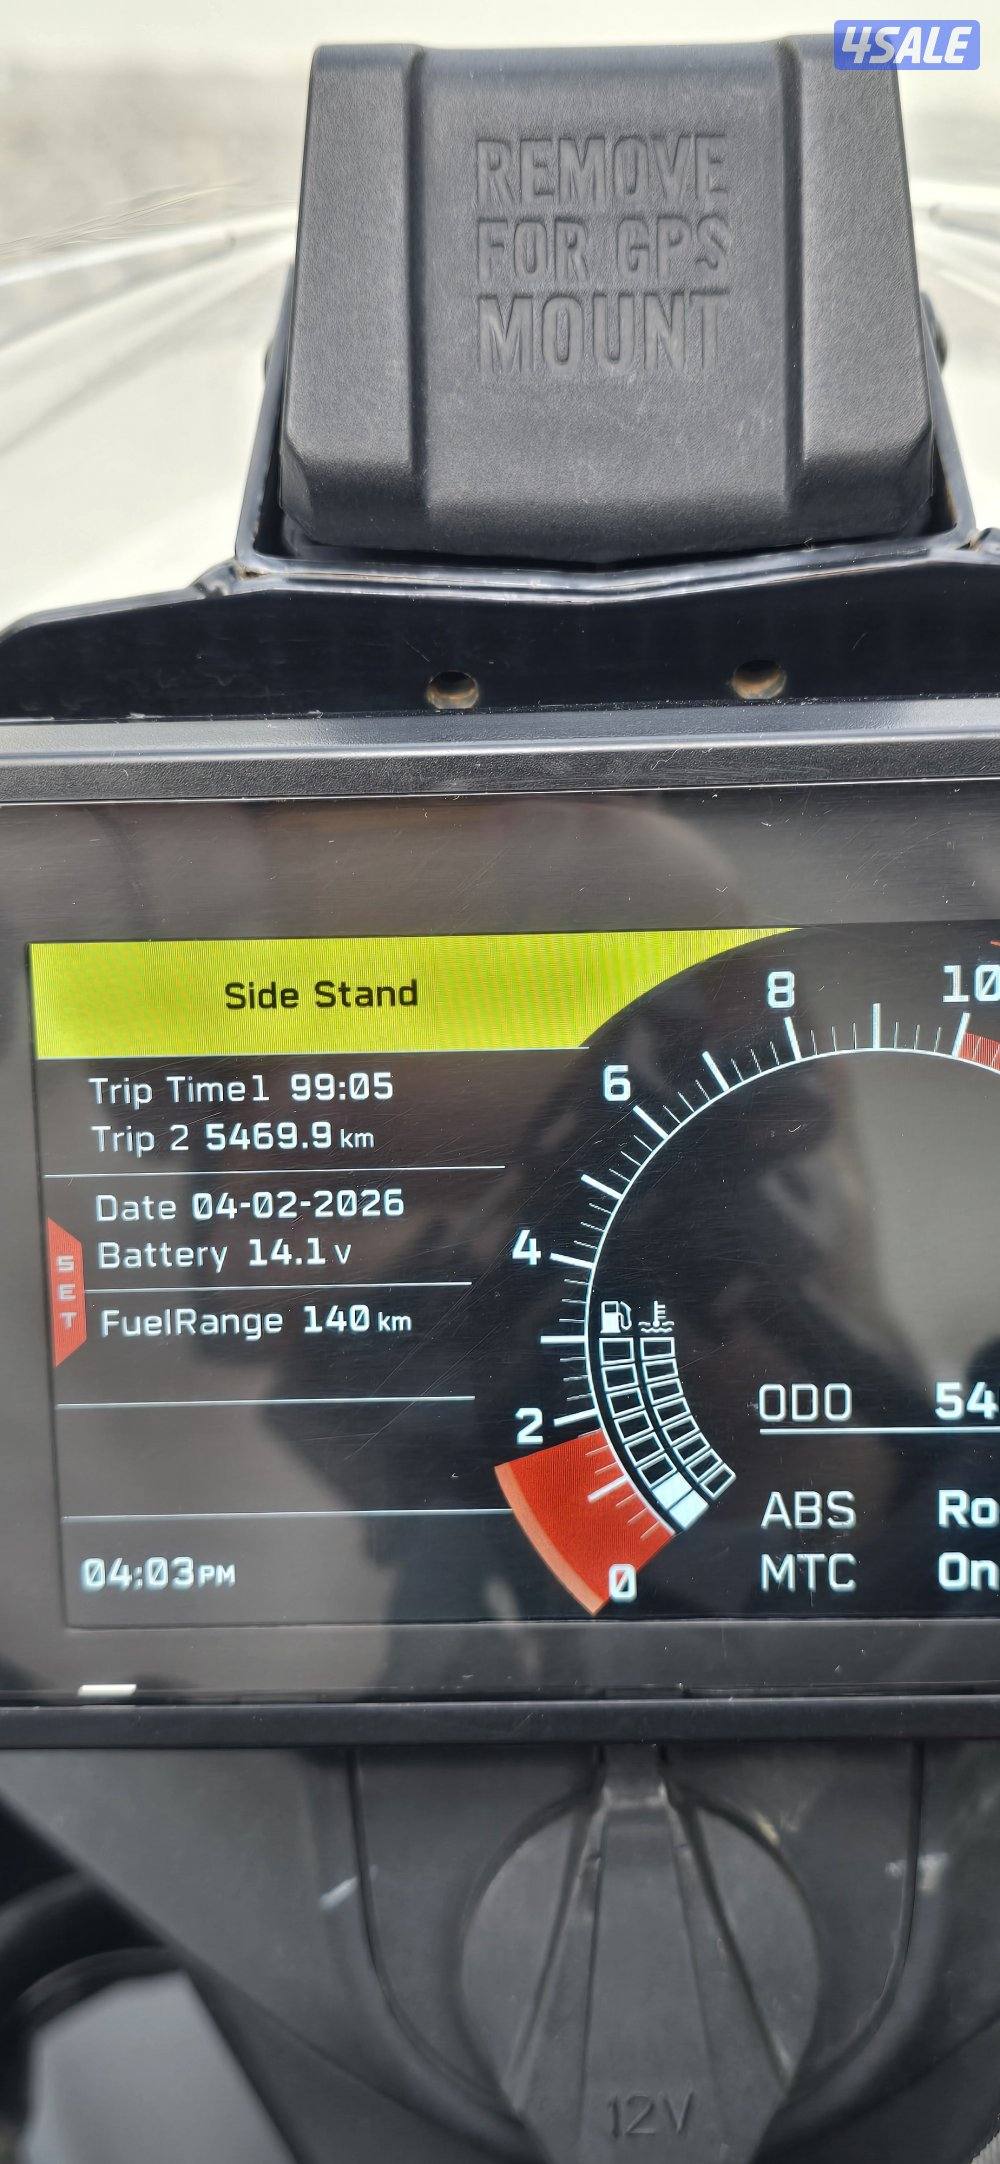 4SALE
REMOVE
FOR GPS
MOUNT
Side Stand
Trip Time1 99:05
Trip 2 5469.9 km
Date 04-02-2026
Battery 14.1 V
FuelRange 140 km
SET
04:03 PM
0
2
4
6
8
10
ODO 54
ABS Ro
MTC On
12V